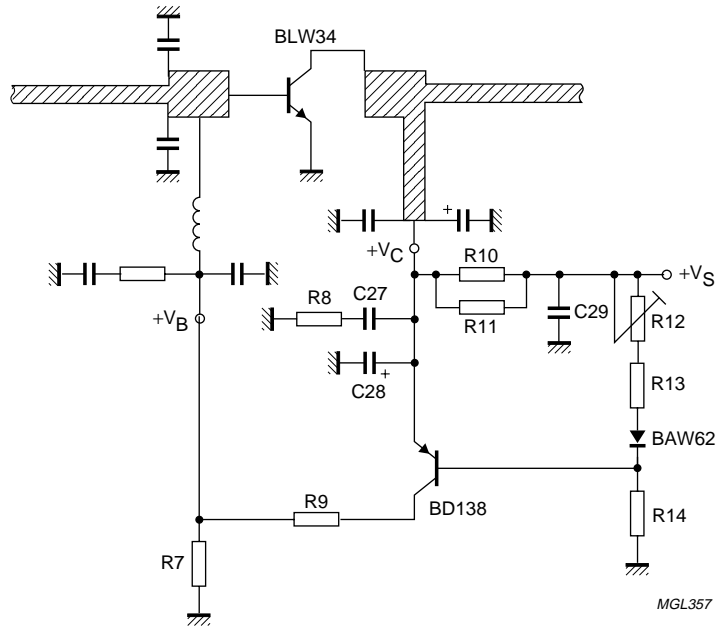 BLW34
+
+VC
R10
+VS
R8
C27
R11
C29
R12
+VB
C28
+
R13
BAW62
R9
BD138
R14
R7
MGL357